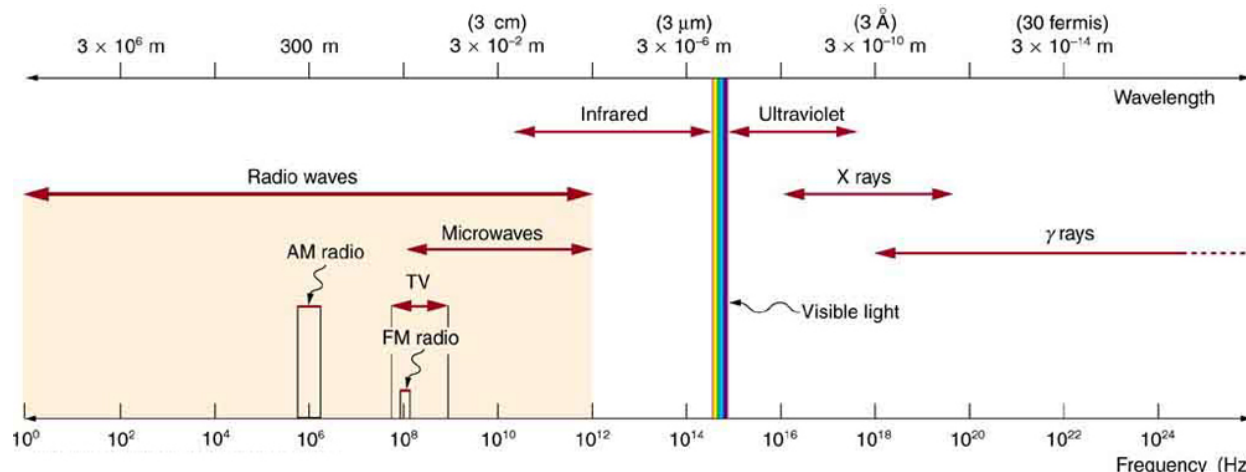 (3 cm) (3 μm) (3 Å) (30 fermis)
3 × 10⁶ m 300 m 3 × 10⁻² m 3 × 10⁻⁶ m 3 × 10⁻¹⁰ m 3 × 10⁻¹⁴ m
Wavelength
Infrared Ultraviolet
Radio waves X rays
Microwaves γ rays
AM radio
TV
Visible light
FM radio
10⁰ 10² 10⁴ 10⁶ 10⁸ 10¹⁰ 10¹² 10¹⁴ 10¹⁶ 10¹⁸ 10²⁰ 10²² 10²⁴
Frequency (Hz